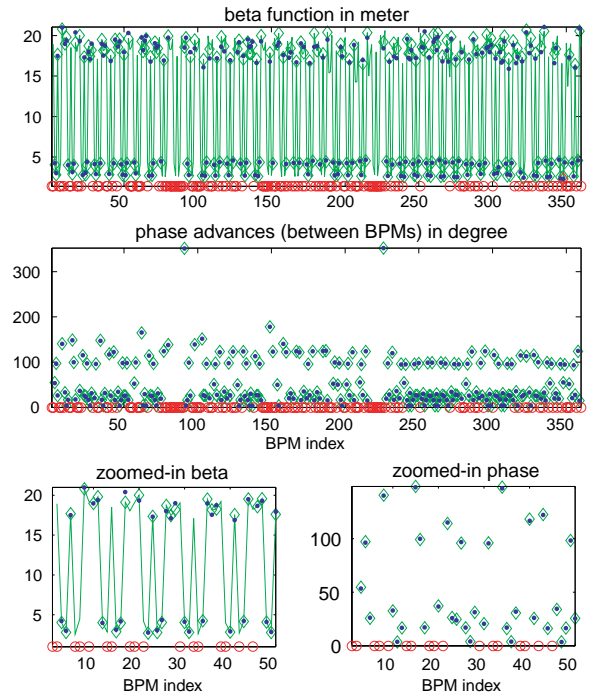 beta function in meter
20
15
10
5
50 100 150 200 250 300 350
phase advances (between BPMs) in degree
300
200
100
0
50 100 150 200 250 300 350
BPM index
zoomed-in beta
20
15
10
5
10 20 30 40 50
BPM index
zoomed-in phase
100
50
0
10 20 30 40 50
BPM index